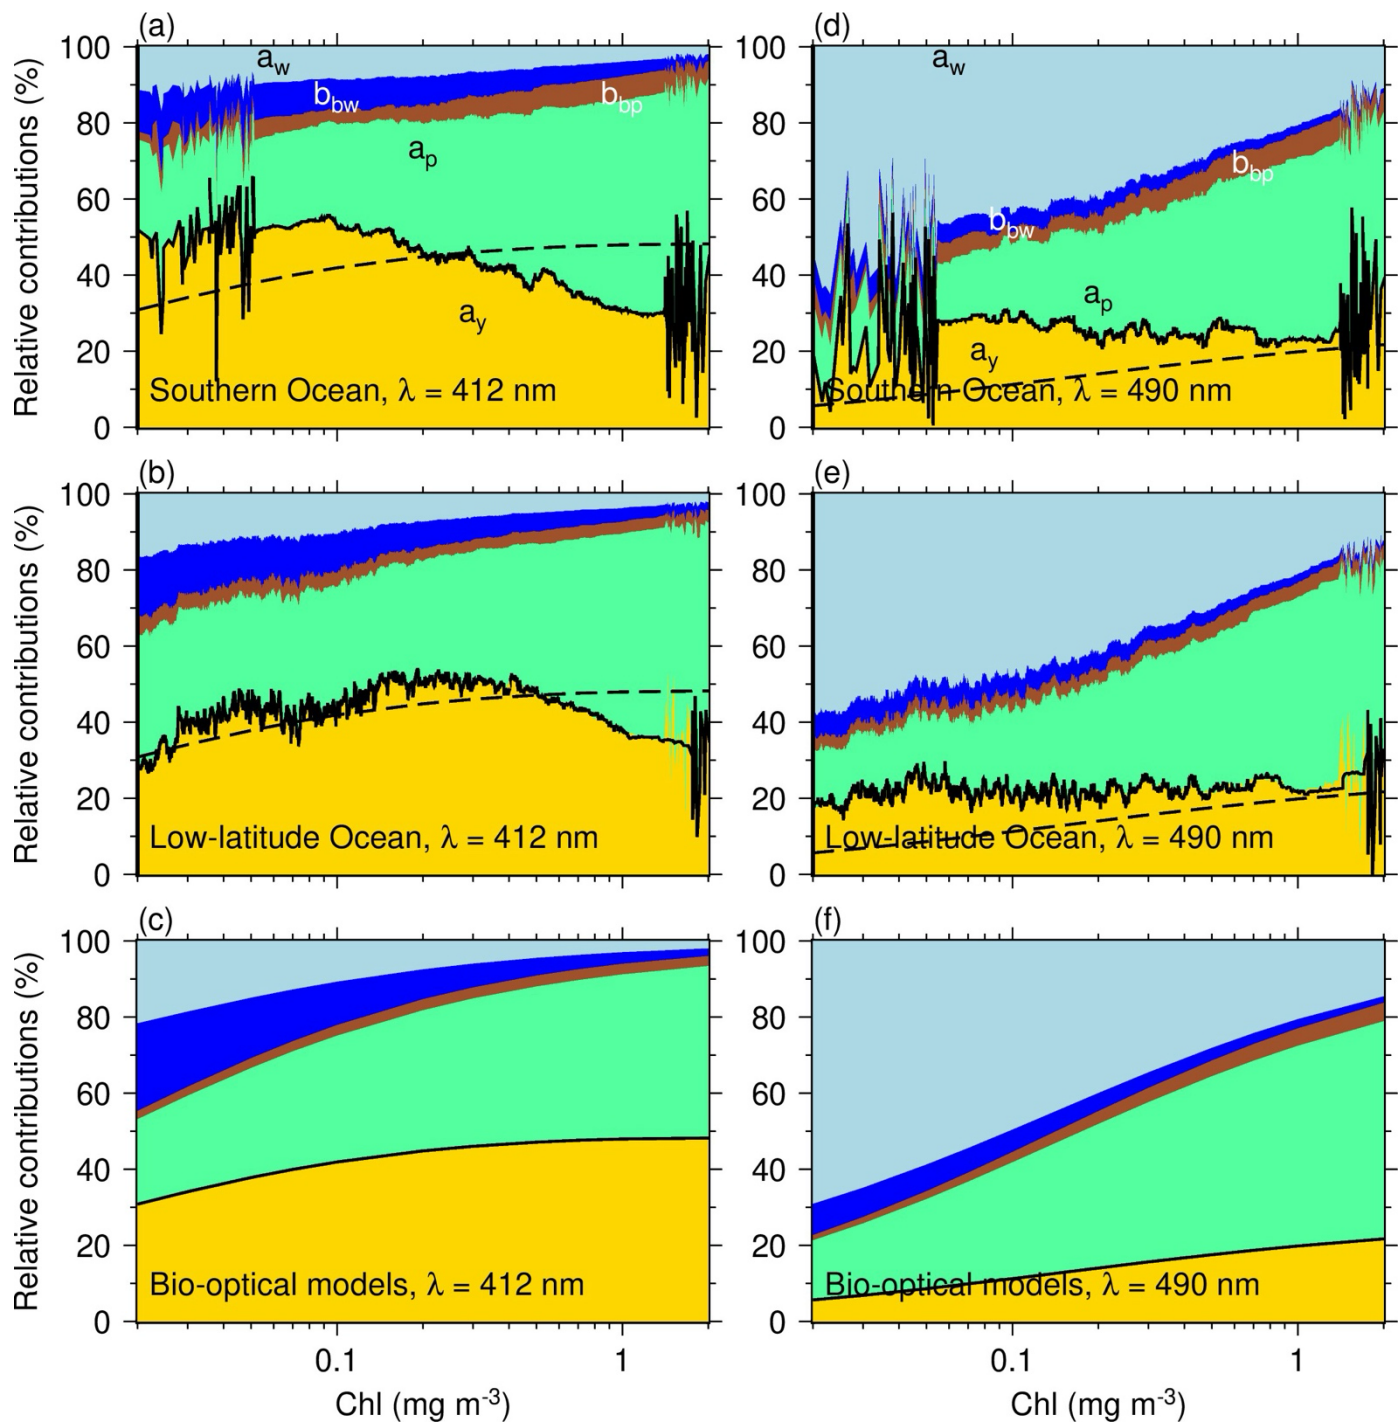 (a)
Relative contributions (%)
100
80
60
40
20
0
a_w
b_bw
b_bp
a_p
a_y
Southern Ocean, λ = 412 nm
(d)
100
80
60
40
20
0
a_w
b_bw
b_bp
a_p
a_y
Southern Ocean, λ = 490 nm
(b)
Relative contributions (%)
100
80
60
40
20
0
Low-latitude Ocean, λ = 412 nm
(e)
100
80
60
40
20
0
Low-latitude Ocean, λ = 490 nm
(c)
Relative contributions (%)
100
80
60
40
20
0
Bio-optical models, λ = 412 nm
0.1
1
Chl (mg m⁻³)
(f)
100
80
60
40
20
0
Bio-optical models, λ = 490 nm
0.1
1
Chl (mg m⁻³)